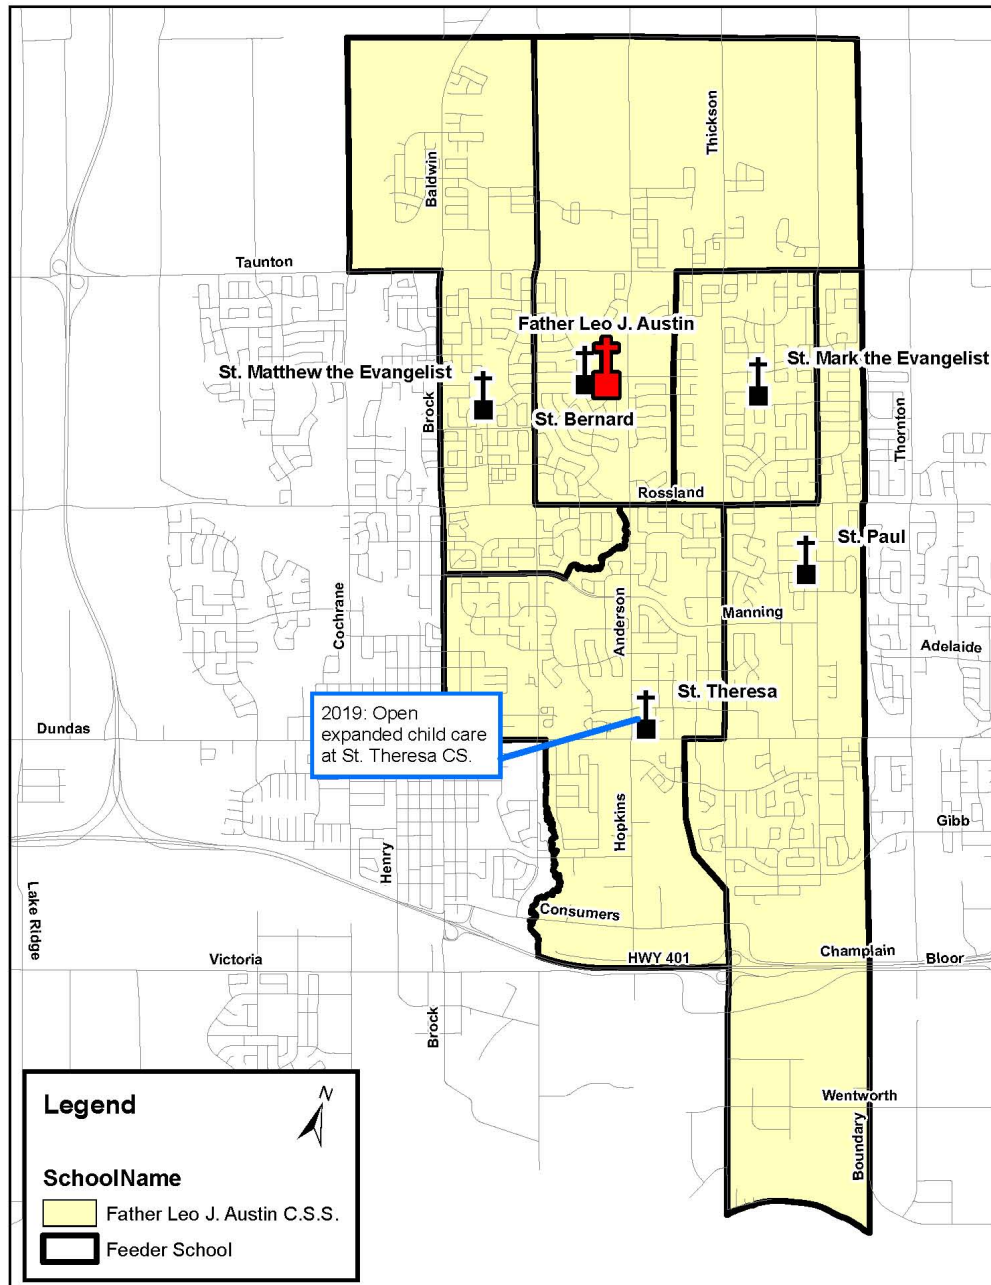 Thickson
Baldwin
Taunton
Father Leo J. Austin
St. Mark the Evangelist
St. Matthew the Evangelist
Brock
St. Bernard
Thornton
Rossland
St. Paul
Cochrane
Anderson
Manning
Adelaide
St. Theresa
2019: Open
expanded child care
at St. Theresa CS.
Dundas
Hopkins
Gibb
Henry
Lake Ridge
Consumers
Champlain
Victoria
HWY 401
Bloor
Brock
Wentworth
Boundary
Legend
N
SchoolName
Father Leo J. Austin C.S.S.
Feeder School